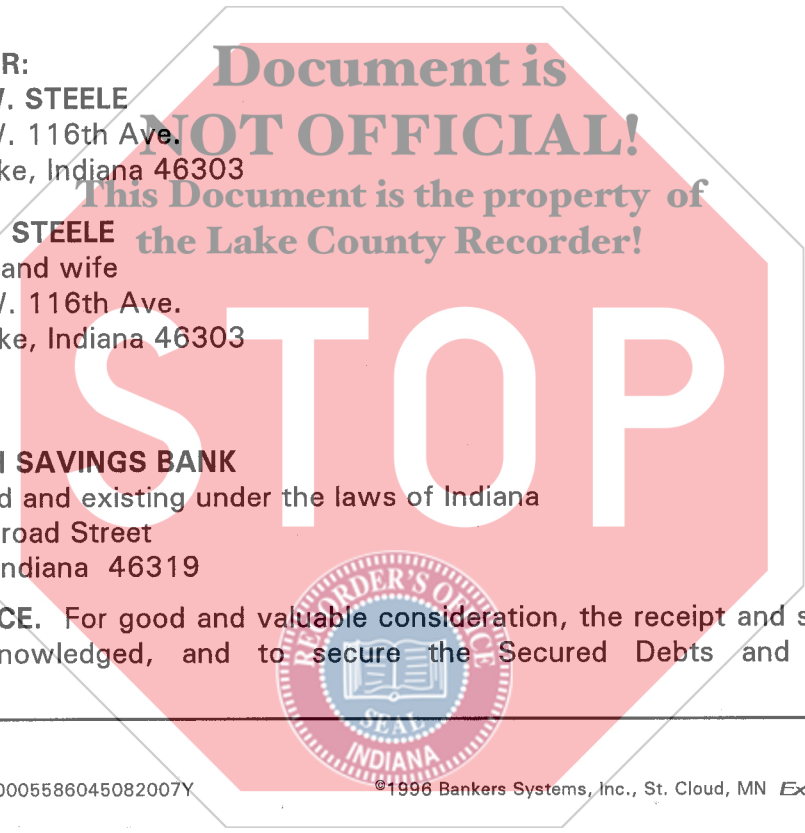 Document is
R:
V. STEELE
V. 116th Ave.
NOT OFFICIAL!
ke, Indiana 46303
This Document is the property of
STEELE
the Lake County Recorder!
and wife
V. 116th Ave.
ke, Indiana 46303
STOP
H SAVINGS BANK
d and existing under the laws of Indiana
road Street
ndiana 46319
RECORDER'S OFFICE
CE. For good and valuable consideration, the receipt and s
nowledged, and to secure the Secured Debts and
SEAL
INDIANA
0005586045082007Y
©1996 Bankers Systems, Inc., St. Cloud, MN Ex